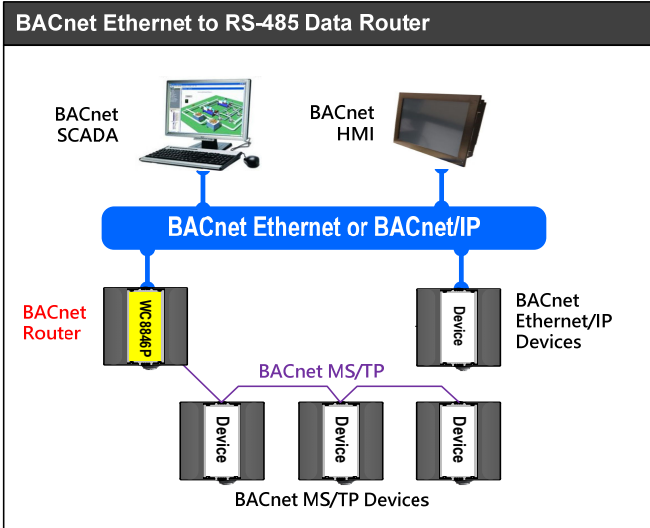 BACnet Ethernet to RS-485 Data Router
BACnet
SCADA
BACnet
HMI
BACnet Ethernet or BACnet/IP
BACnet
Router
WC8846P
Device
BACnet
Ethernet/IP
Devices
BACnet MS/TP
Device
Device
Device
BACnet MS/TP Devices